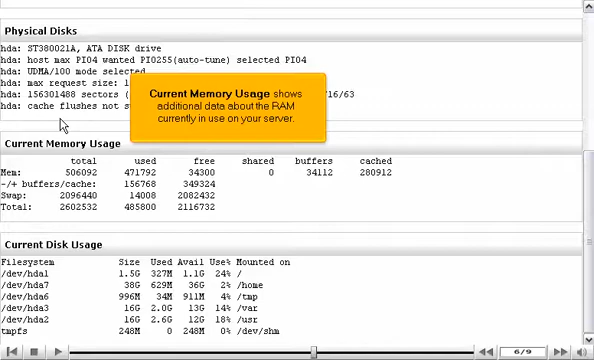 Physical Disks
hda: ST380021A, ATA DISK drive
hda: host max PIO4 wanted PIO255(auto-tune) selected PIO4
hda: UDMA/100 mode selected
hda: max request size: 1
hda: 156301488 sectors ( /16/63
hda: cache flushes not
Current Memory Usage shows
additional data about the RAM
currently in use on your server.
Current Memory Usage
total used free shared buffers cached
Mem: 506092 471792 34300 0 34112 280912
-/+ buffers/cache: 156768 349324
Swap: 2096440 14008 2082432
Total: 2602532 485800 2116732
Current Disk Usage
Filesystem Size Used Avail Use% Mounted on
/dev/hda1 1.5G 327M 1.1G 24% /
/dev/hda7 38G 629M 36G 2% /home
/dev/hda6 996M 34M 911M 4% /tmp
/dev/hda3 16G 2.0G 13G 14% /var
/dev/hda2 16G 2.6G 12G 18% /usr
tmpfs 248M 0 248M 0% /dev/shm
6/9